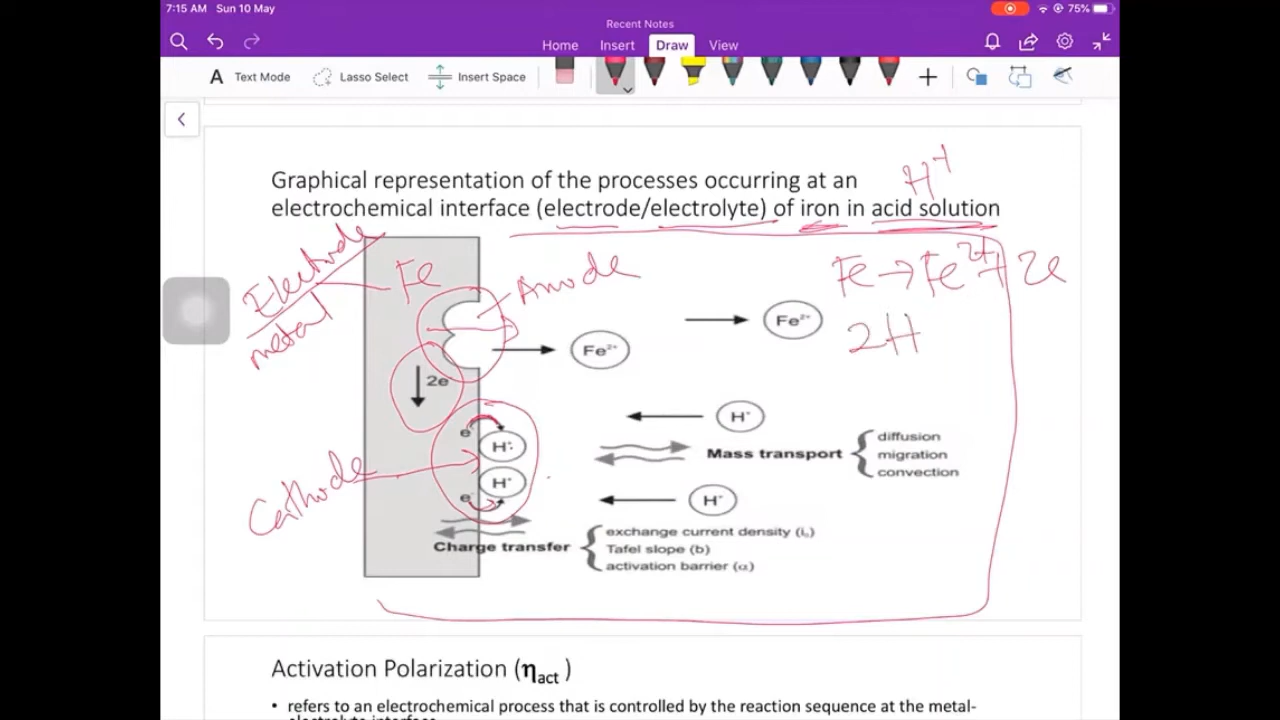 7:15 AM Sun 10 May
75%
Recent Notes
Home Insert Draw View
A Text Mode Lasso Select Insert Space
H+
Graphical representation of the processes occurring at an
electrochemical interface (electrode/electrolyte) of iron in acid solution
Electrode
metal
Fe
Anode
Fe → Fe2+ + 2e
2H
Fe2+
Fe2+
2e
H+
e-
H+
Mass transport
diffusion
migration
convection
Cathode
H+
e-
H+
Charge transfer
exchange current density (i₀)
Tafel slope (b)
activation barrier (α)
Activation Polarization (ηact )
• refers to an electrochemical process that is controlled by the reaction sequence at the metal-
electrolyte interface